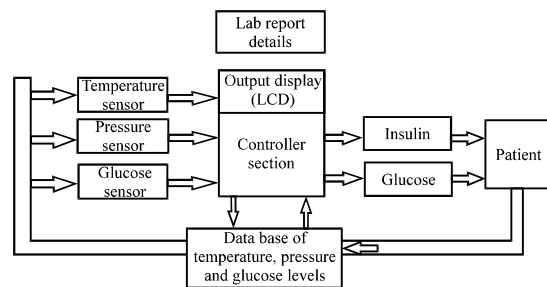 Lab report
details
Temperature
sensor
Output display
(LCD)
Pressure
sensor
Controller
section
Insulin
Patient
Glucose
sensor
Glucose
Data base of
temperature, pressure
and glucose levels